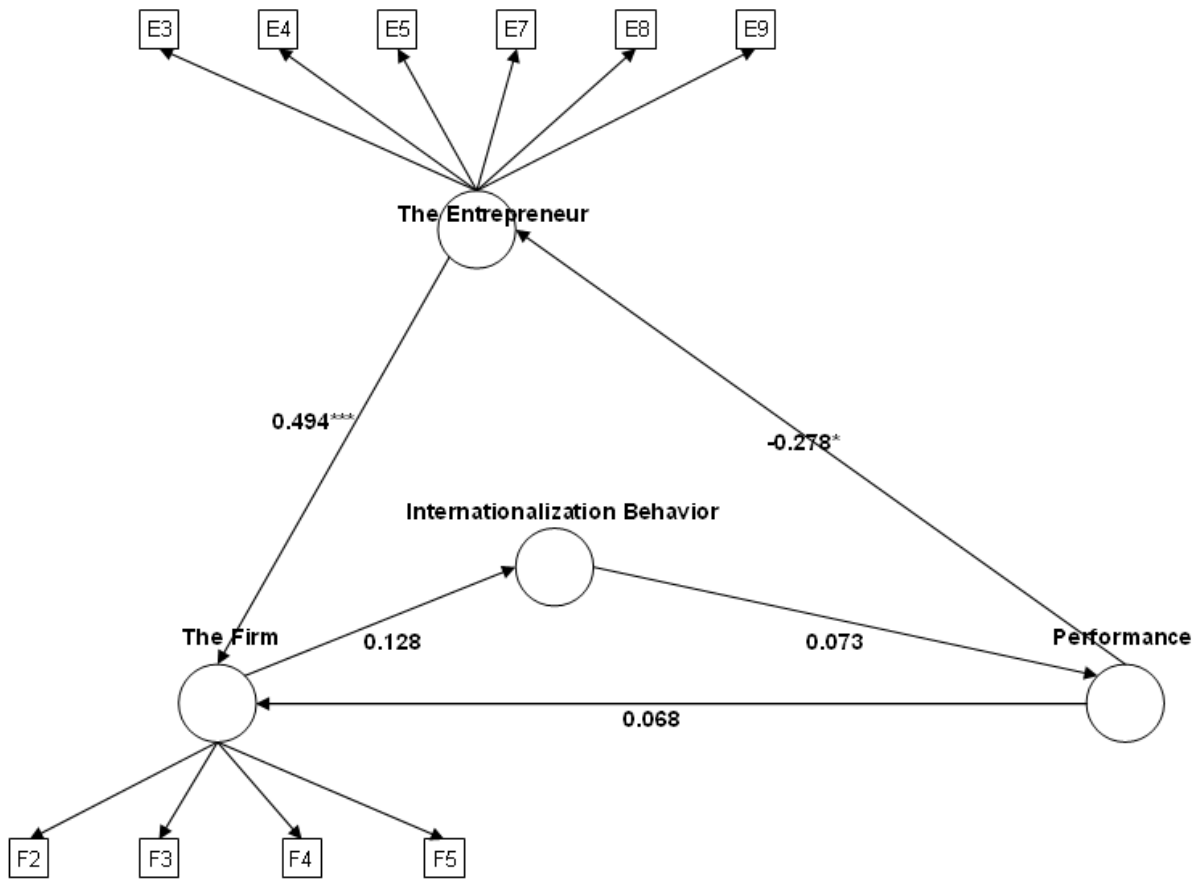 E3
E4
E5
E7
E8
E9
The Entrepreneur
0.494***
-0.278*
Internationalization Behavior
The Firm
0.128
0.073
Performance
0.068
F2
F3
F4
F5